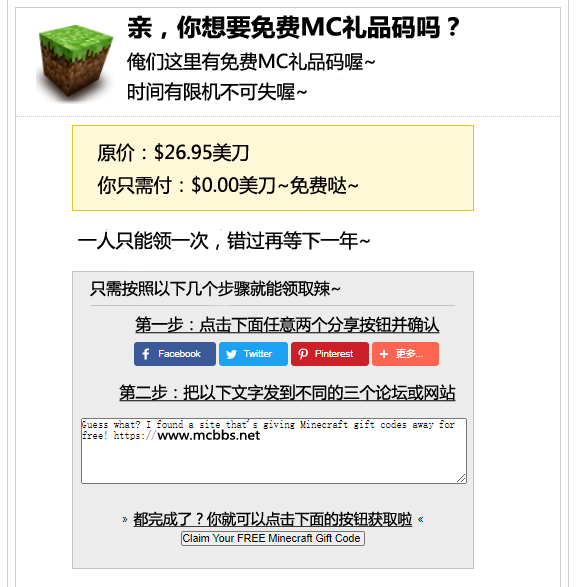 亲，你想要免费MC礼品码吗？
俺们这里有免费MC礼品码喔~
时间有限机不可失喔~
原价：$26.95美刀
你只需付：$0.00美刀~免费哒~
一人只能领一次，错过再等下一年~
只需按照以下几个步骤就能领取辣~
第一步：点击下面任意两个分享按钮并确认
Facebook Twitter Pinterest 更多...
第二步：把以下文字发到不同的三个论坛或网站
Guess what? I found a site that's giving Minecraft gift codes away for
free! https://www.mcbbs.net
» 都完成了？你就可以点击下面的按钮获取啦 «
Claim Your FREE Minecraft Gift Code